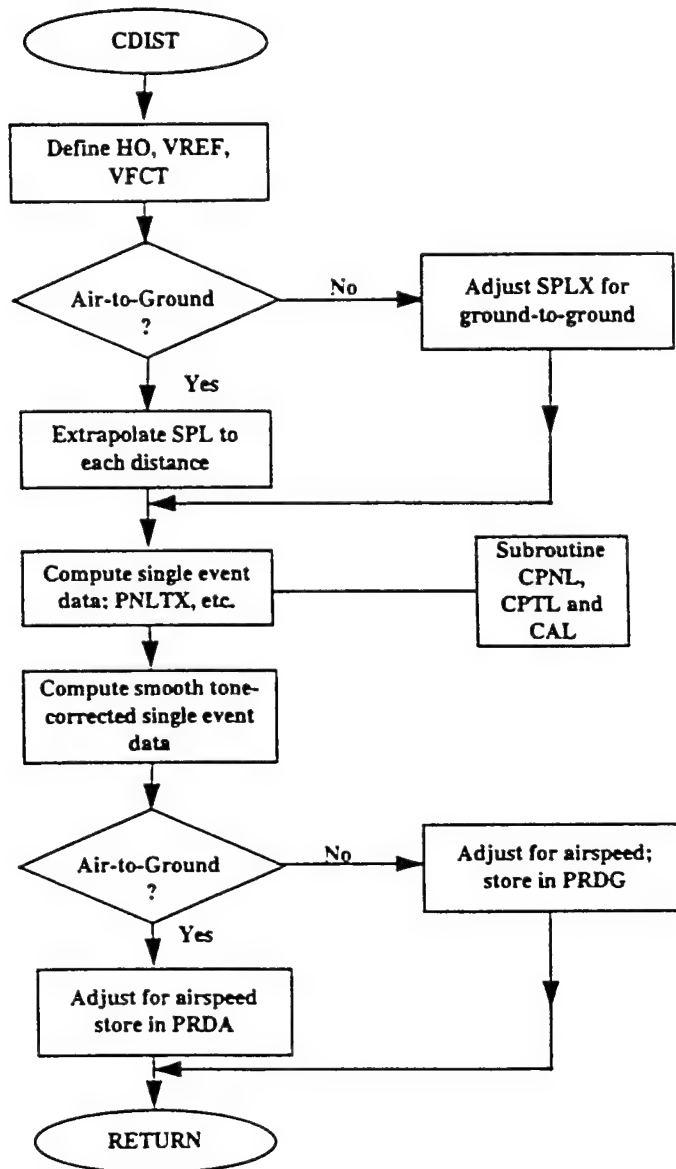 CDIST
Define HO, VREF,
VFCT
Air-to-Ground
?
No
Adjust SPLX for
ground-to-ground
Yes
Extrapolate SPL to
each distance
Compute single event
data: PNLTX, etc.
Subroutine
CPNL,
CPTL and
CAL
Compute smooth tone-
corrected single event
data
Air-to-Ground
?
No
Adjust for airspeed;
store in PRDG
Yes
Adjust for airspeed
store in PRDA
RETURN